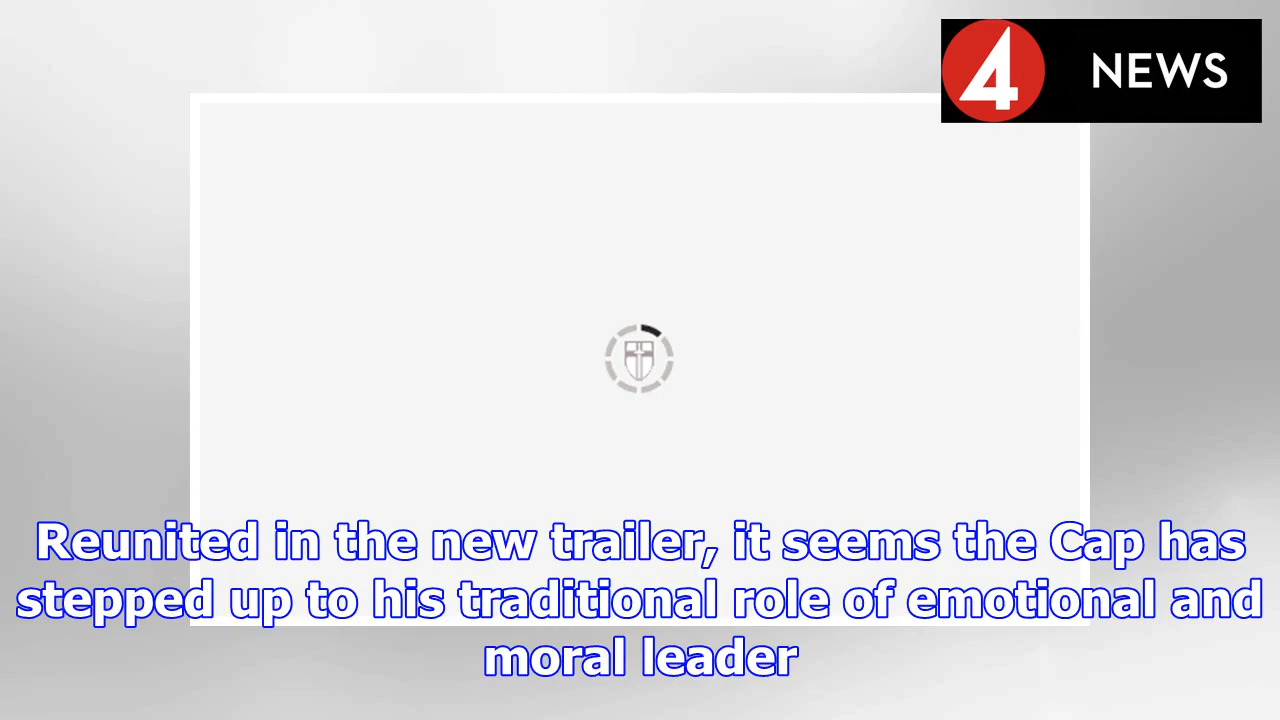 4 NEWS
Reunited in the new trailer, it seems the Cap has
stepped up to his traditional role of emotional and
moral leader